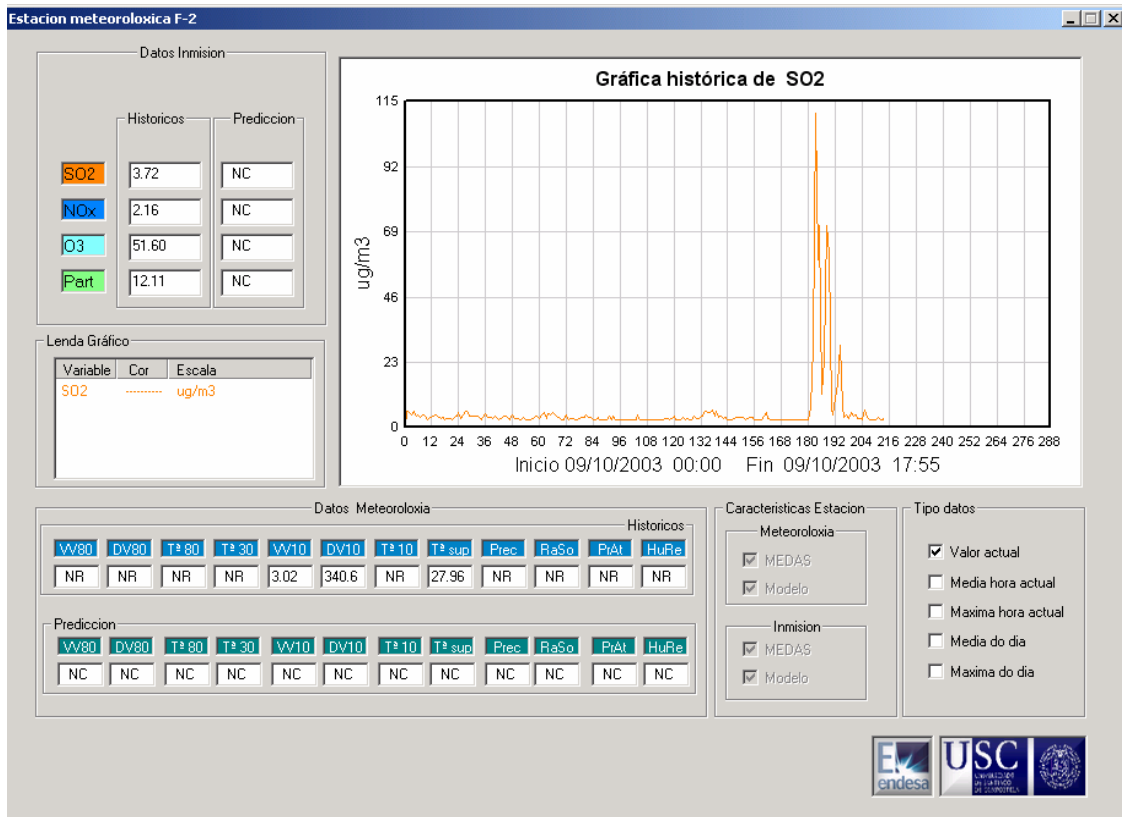 Estacion meteoroloxica F-2
Datos Inmision
Historicos Prediccion
SO2 3.72 NC
NOx 2.16 NC
O3 51.60 NC
Part 12.11 NC
Lenda Gráfico
Variable Cor Escala
SO2 ---------- ug/m3
Gráfica histórica de SO2
115
92
69
46
23
0
ug/m3
0 12 24 36 48 60 72 84 96 108 120 132 144 156 168 180 192 204 216 228 240 252 264 276 288
Inicio 09/10/2003 00:00 Fin 09/10/2003 17:55
Datos Meteoroloxia
Historicos
VV80 DV80 Tª 80 Tª 30 VV10 DV10 Tª 10 Tª sup Prec RaSo PrAt HuRe
NR NR NR NR 3.02 340.6 NR 27.96 NR NR NR NR
Prediccion
VV80 DV80 Tª 80 Tª 30 VV10 DV10 Tª 10 Tª sup Prec RaSo PrAt HuRe
NC NC NC NC NC NC NC NC NC NC NC NC
Caracteristicas Estacion
Meteoroloxia
MEDAS
Modelo
Inmision
MEDAS
Modelo
Tipo datos
Valor actual
Media hora actual
Maxima hora actual
Media do dia
Maxima do dia
endesa
USC
UNIVERSIDADE
DE SANTIAGO
DE COMPOSTELA